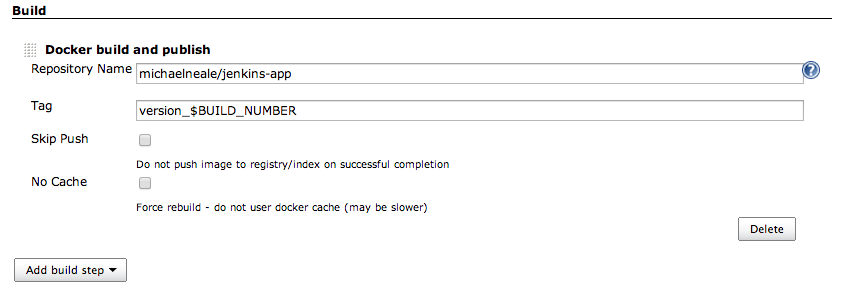 Build
Docker build and publish
Repository Name michaelneale/jenkins-app ?
Tag version_$BUILD_NUMBER
Skip Push
Do not push image to registry/index on successful completion
No Cache
Force rebuild - do not user docker cache (may be slower)
Delete
Add build step